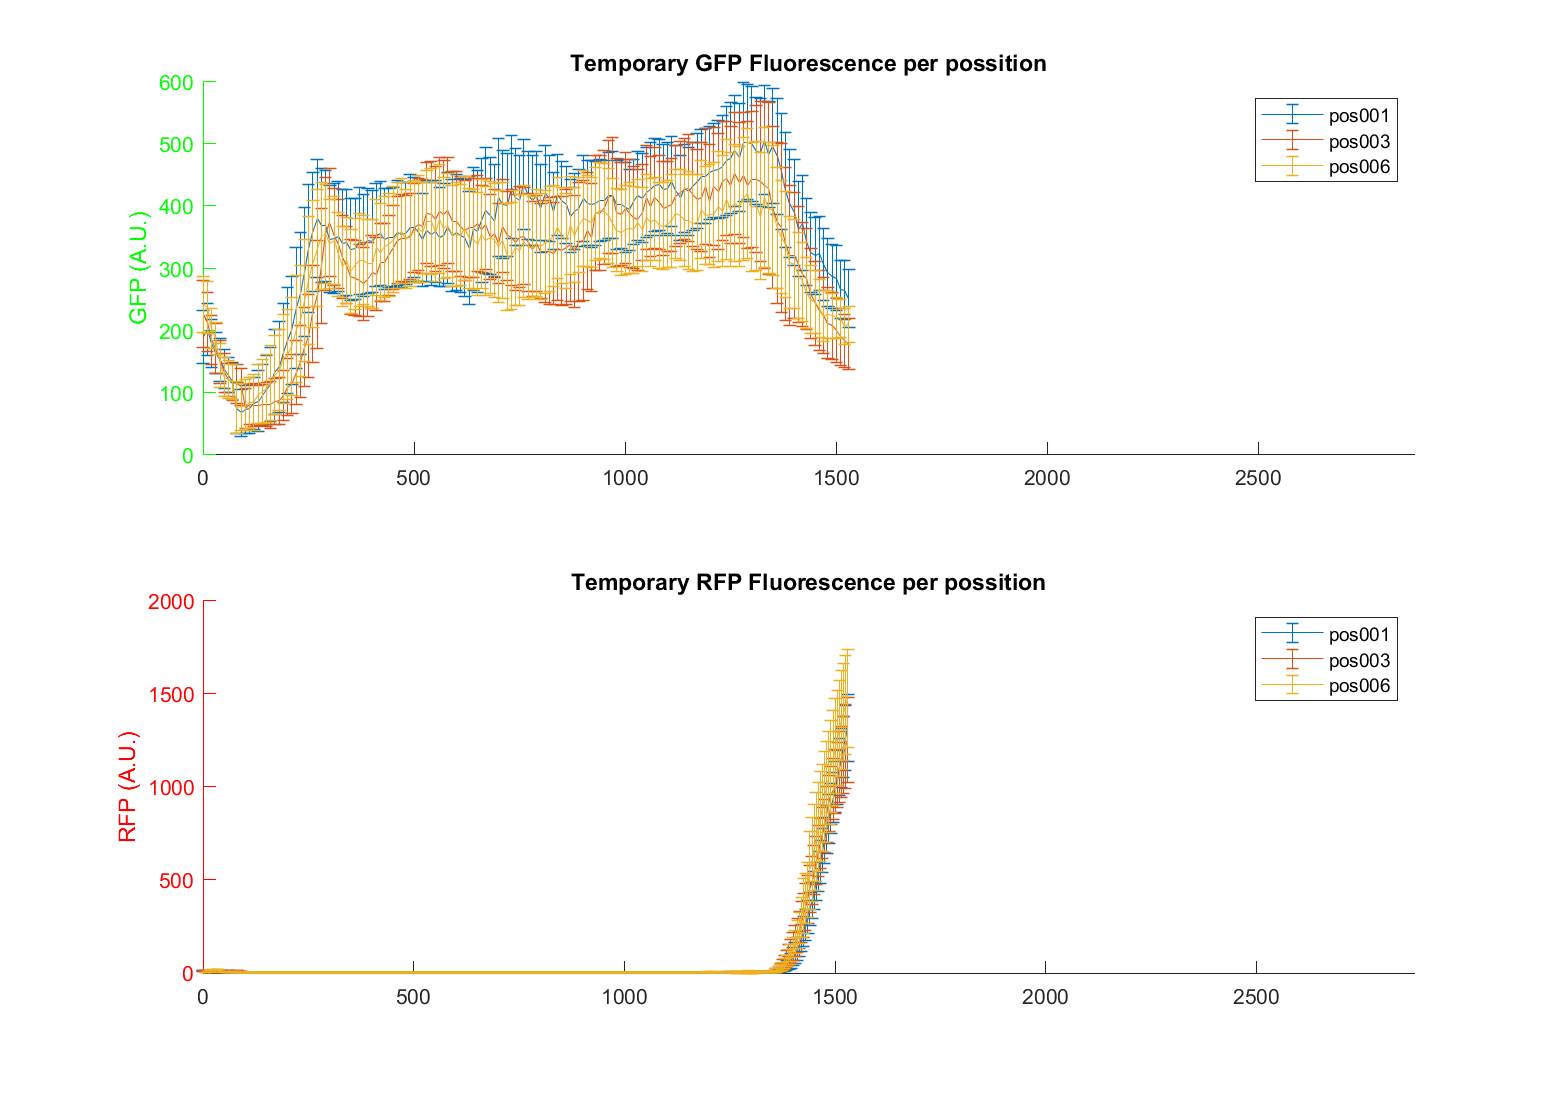 Temporary GFP Fluorescence per possition
GFP (A.U.)
600
500
400
300
200
100
0
0 500 1000 1500 2000 2500
pos001
pos003
pos006
Temporary RFP Fluorescence per possition
RFP (A.U.)
2000
1500
1000
500
0
0 500 1000 1500 2000 2500
pos001
pos003
pos006